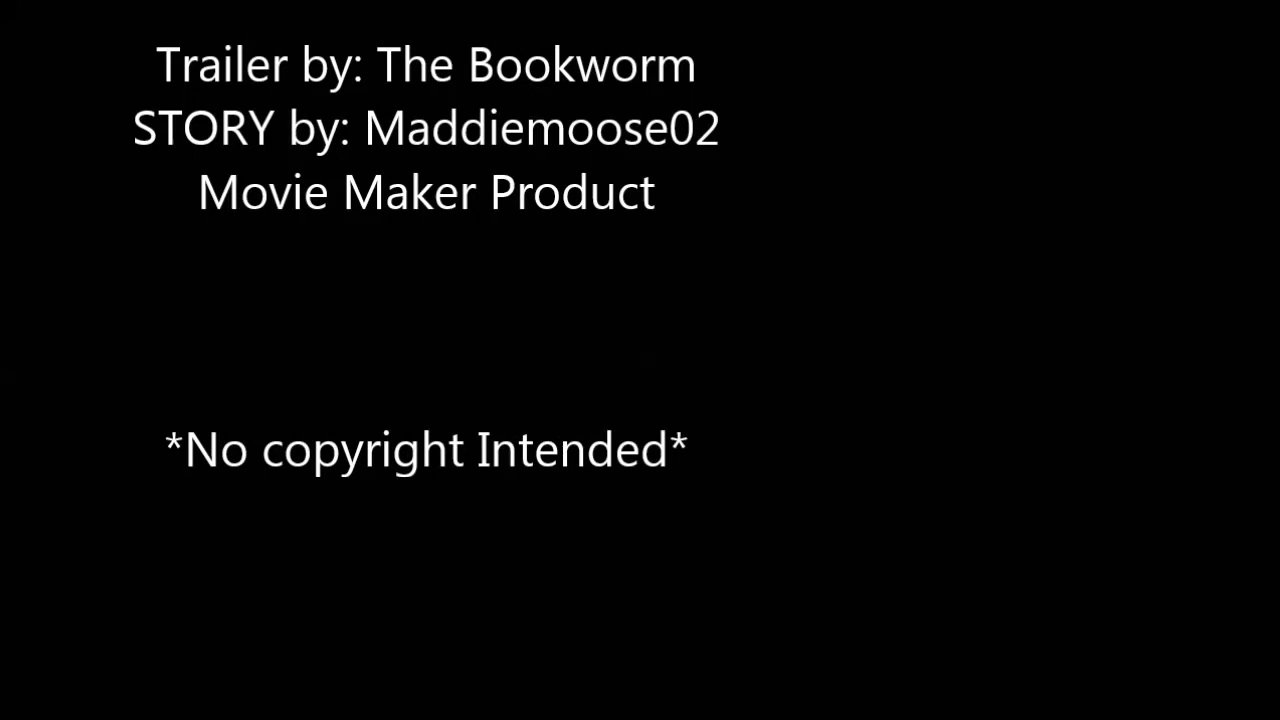 Trailer by: The Bookworm
STORY by: Maddiemoose02
Movie Maker Product
*No copyright Intended*